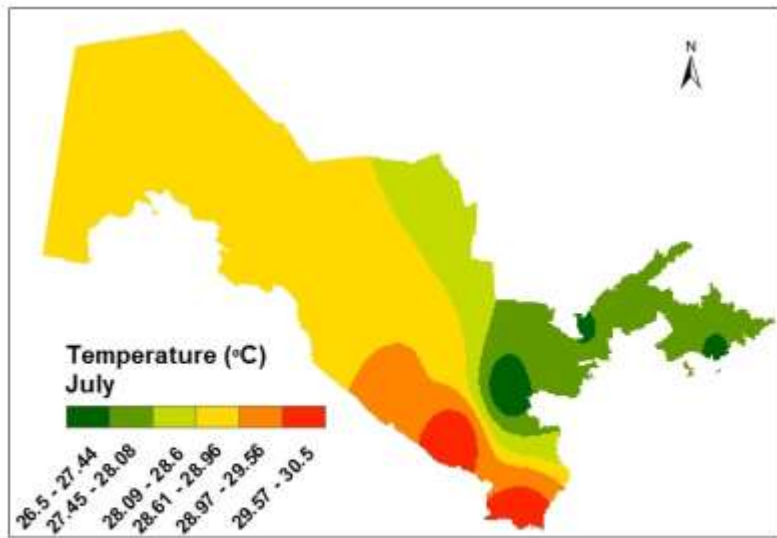 N
Temperature (°C)
July
26.5 - 27.44
27.45 - 28.08
28.09 - 28.6
28.61 - 28.96
28.97 - 29.56
29.57 - 30.5